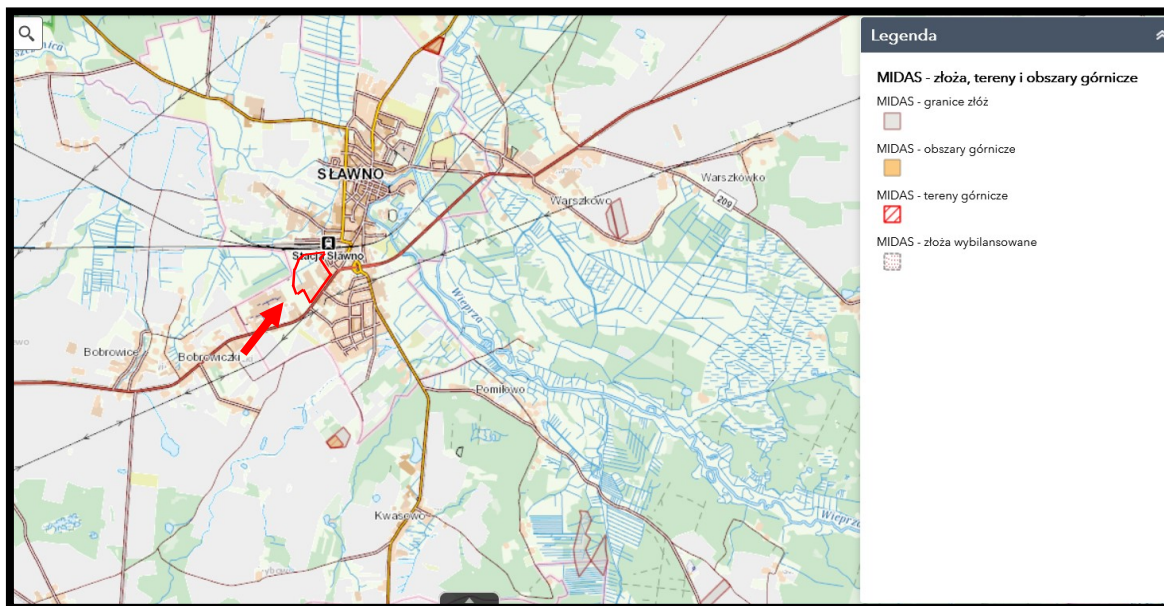 Legenda
MIDAS - złoża, tereny i obszary górnicze
MIDAS - granice złóż
MIDAS - obszary górnicze
MIDAS - tereny górnicze
MIDAS - złoża wybilansowane
SŁAWNO
Warszkówko
Warszkowo
209
Stacja Sławno
Wieprza
Bobrowice
Bobrowiczki
Pomiłowo
Kwasowo
Wieprza